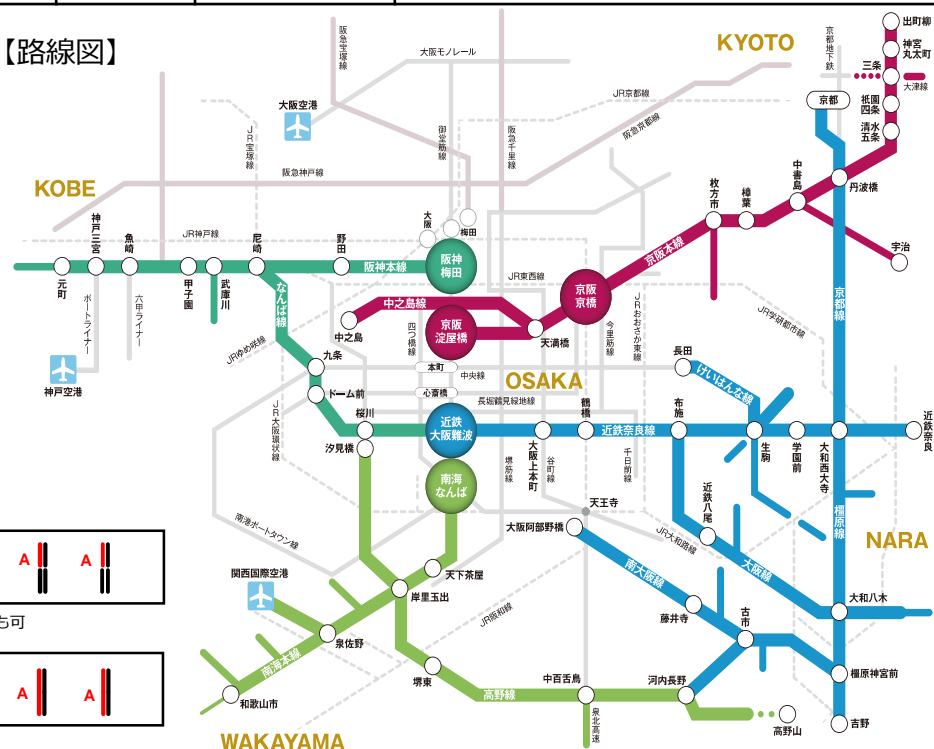 【路線図】
KYOTO
KOBE
OSAKA
NARA
WAKAYAMA
出町柳
神宮
丸太町
三条
大津線
祇園
四条
清水
五条
京都地下鉄
京都
丹波橋
中書島
宇治
樟葉
枚方市
京阪本線
京阪
京橋
阪急宝塚線
大阪モノレール
大阪空港
JR宝塚線
御堂筋線
阪急千里線
JR京都線
阪急京都線
阪急神戸線
大阪
梅田
JR神戸線
神戸三宮
魚崎
尼崎
野田
阪神本線
阪神
梅田
元町
ポートライナー
六甲ライナー
甲子園
武庫川
なんば線
神戸空港
JR東西線
中之島線
中之島
京阪
淀屋橋
天満橋
四つ橋線
今里筋線
JRおおさか東線
JR学研都市線
京都線
JRゆめ咲線
九条
本町
中央線
長田
けいはんな線
ドーム前
心斎橋
長堀鶴見緑地線
JR大阪環状線
桜川
汐見橋
近鉄
大阪難波
鶴橋
近鉄奈良線
布施
生駒
学園前
大和西大寺
近鉄奈良
大阪上本町
堺筋線
谷町線
千日前線
南海
なんば
近鉄八尾
天王寺
大阪阿部野橋
JR大和路線
橿原線
南港ポートタウン線
関西国際空港
天下茶屋
岸里玉出
南大阪線
大阪線
大和八木
藤井寺
古市
JR阪和線
泉佐野
南海本線
和歌山市
堺東
高野線
中百舌鳥
泉北高速
河内長野
高野山
橿原神宮前
吉野
A
A
も可
A
A